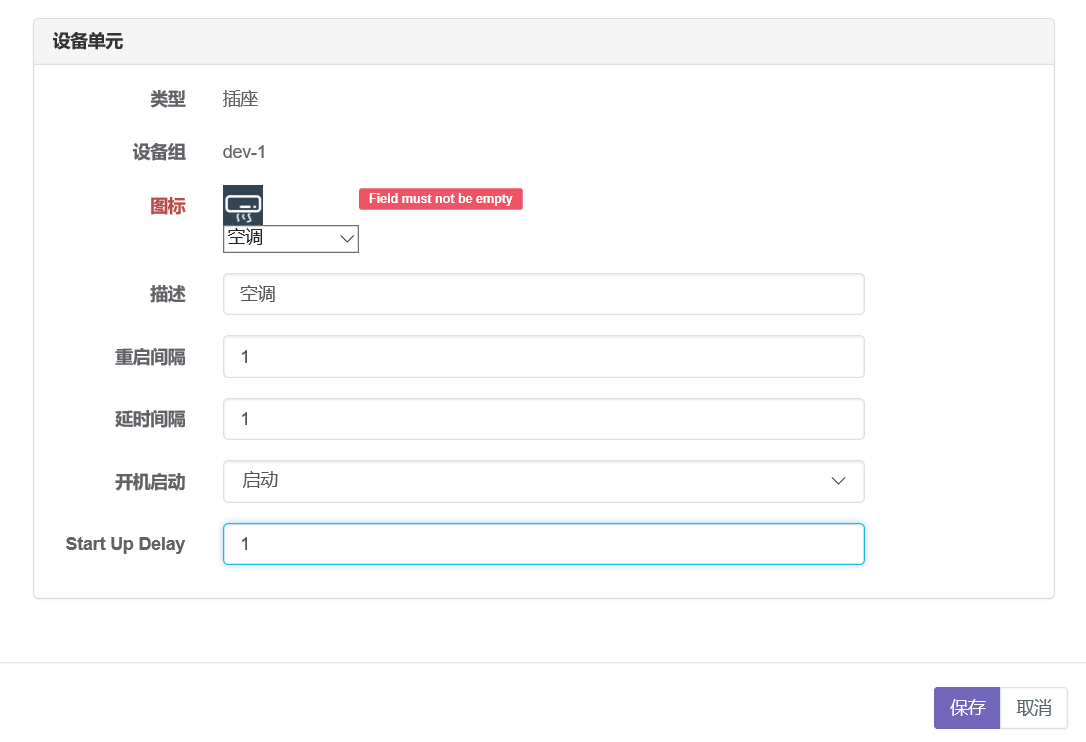 设备单元
类型 插座
设备组 dev-1
图标 Field must not be empty
空调
描述 空调
重启间隔 1
延时间隔 1
开机启动 启动
Start Up Delay 1
保存 取消